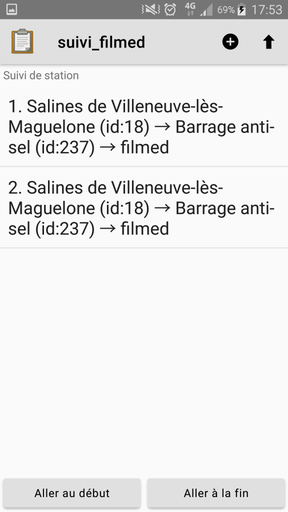 4G 69% 17:53
suivi_filmed
Suivi de station
1. Salines de Villeneuve-lès-
Maguelone (id:18) → Barrage anti-
sel (id:237) → filmed
2. Salines de Villeneuve-lès-
Maguelone (id:18) → Barrage anti-
sel (id:237) → filmed
Aller au début Aller à la fin